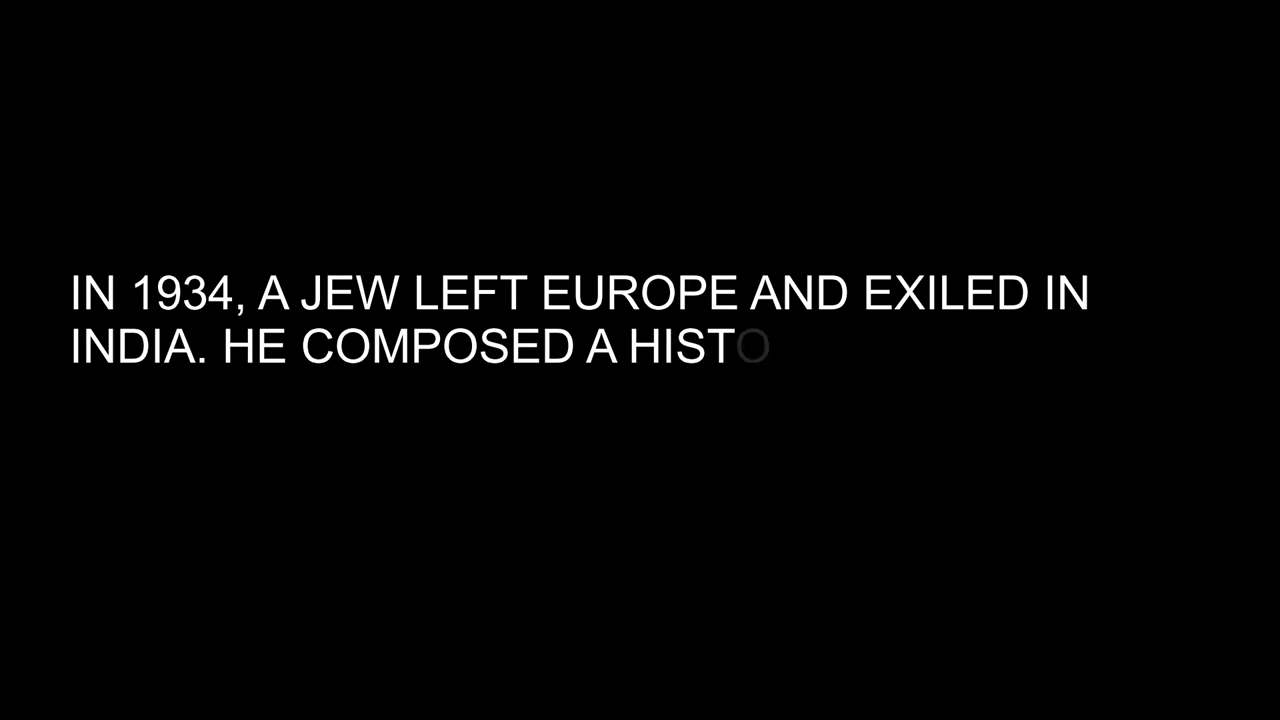 IN 1934, A JEW LEFT EUROPE AND EXILED IN
INDIA. HE COMPOSED A HISTO